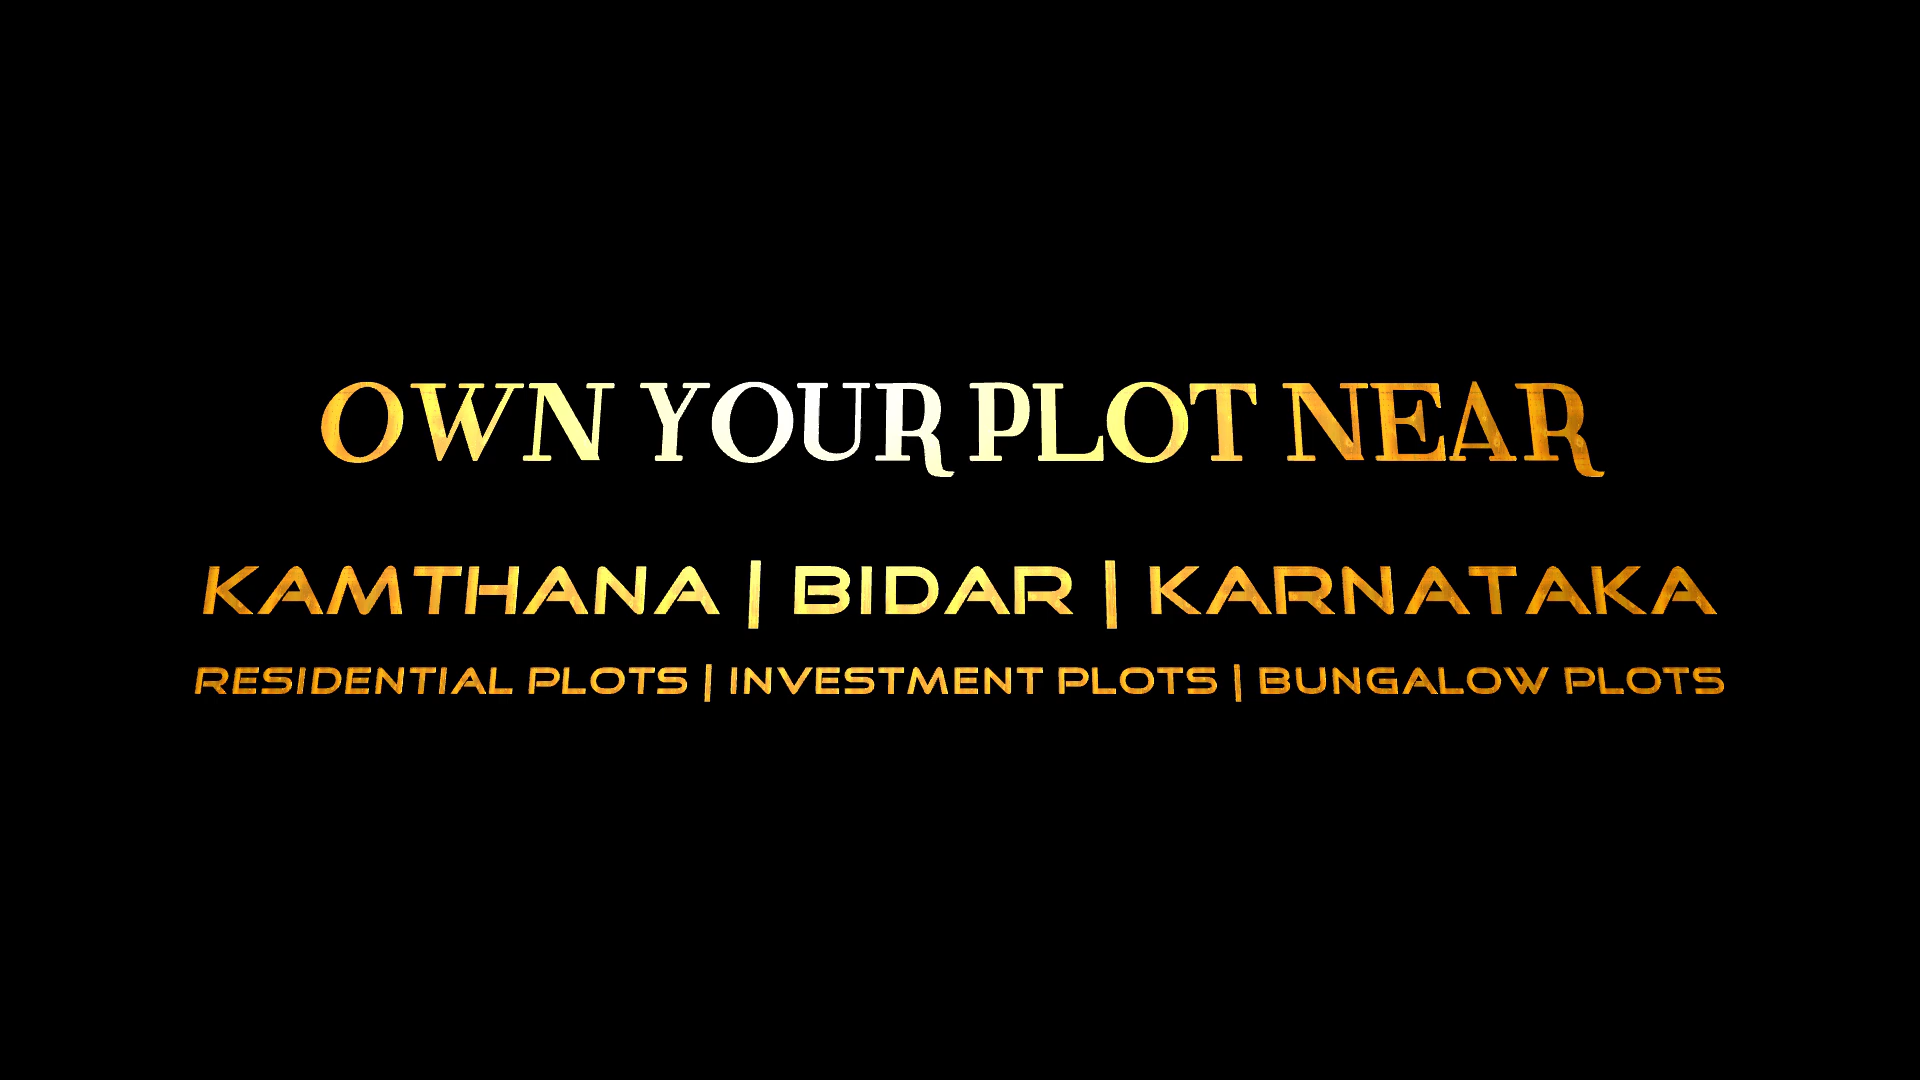 OWN YOUR PLOT NEAR
KAMTHANA | BIDAR | KARNATAKA
RESIDENTIAL PLOTS | INVESTMENT PLOTS | BUNGALOW PLOTS